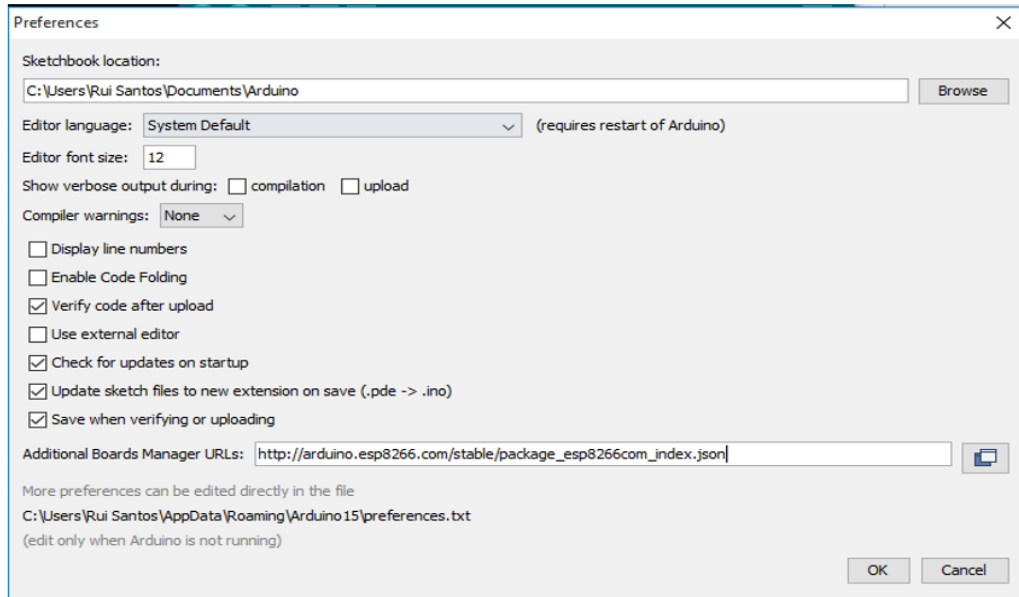 Preferences
Sketchbook location:
C:\Users\Rui Santos\Documents\Arduino Browse
Editor language: System Default (requires restart of Arduino)
Editor font size: 12
Show verbose output during: compilation upload
Compiler warnings: None
Display line numbers
Enable Code Folding
Verify code after upload
Use external editor
Check for updates on startup
Update sketch files to new extension on save (.pde -> .ino)
Save when verifying or uploading
Additional Boards Manager URLs: http://arduino.esp8266.com/stable/package_esp8266com_index.json
More preferences can be edited directly in the file
C:\Users\Rui Santos\AppData\Roaming\Arduino15\preferences.txt
(edit only when Arduino is not running)
OK Cancel